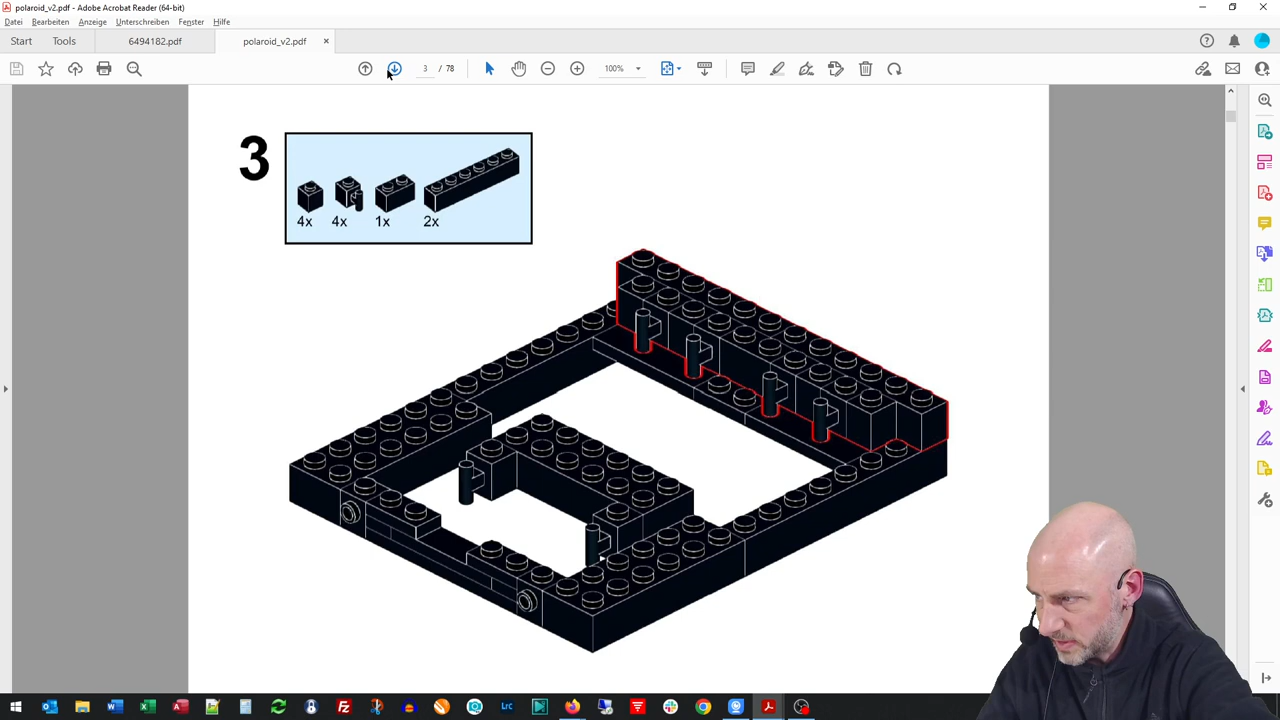 polaroid_v2.pdf - Adobe Acrobat Reader (64-bit)
Datei Bearbeiten Anzeige Unterschreiben Fenster Hilfe
Start Tools 6494182.pdf polaroid_v2.pdf
3 / 78 100%
3
4x 4x 1x 2x